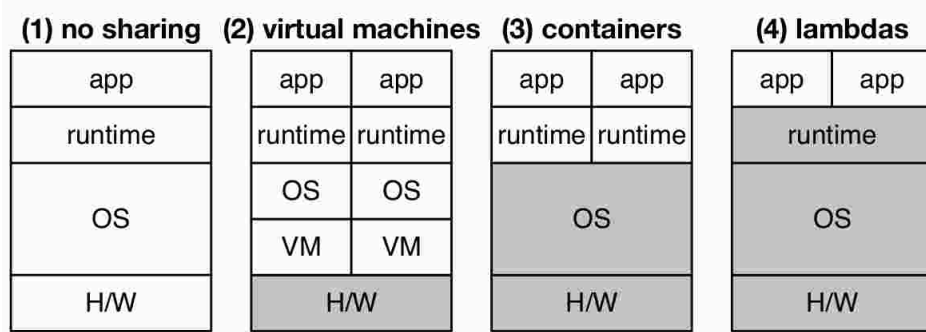 (1) no sharing (2) virtual machines (3) containers (4) lambdas
app app app app app app app
runtime runtime runtime runtime runtime runtime
OS OS OS OS OS
VM VM
H/W H/W H/W H/W